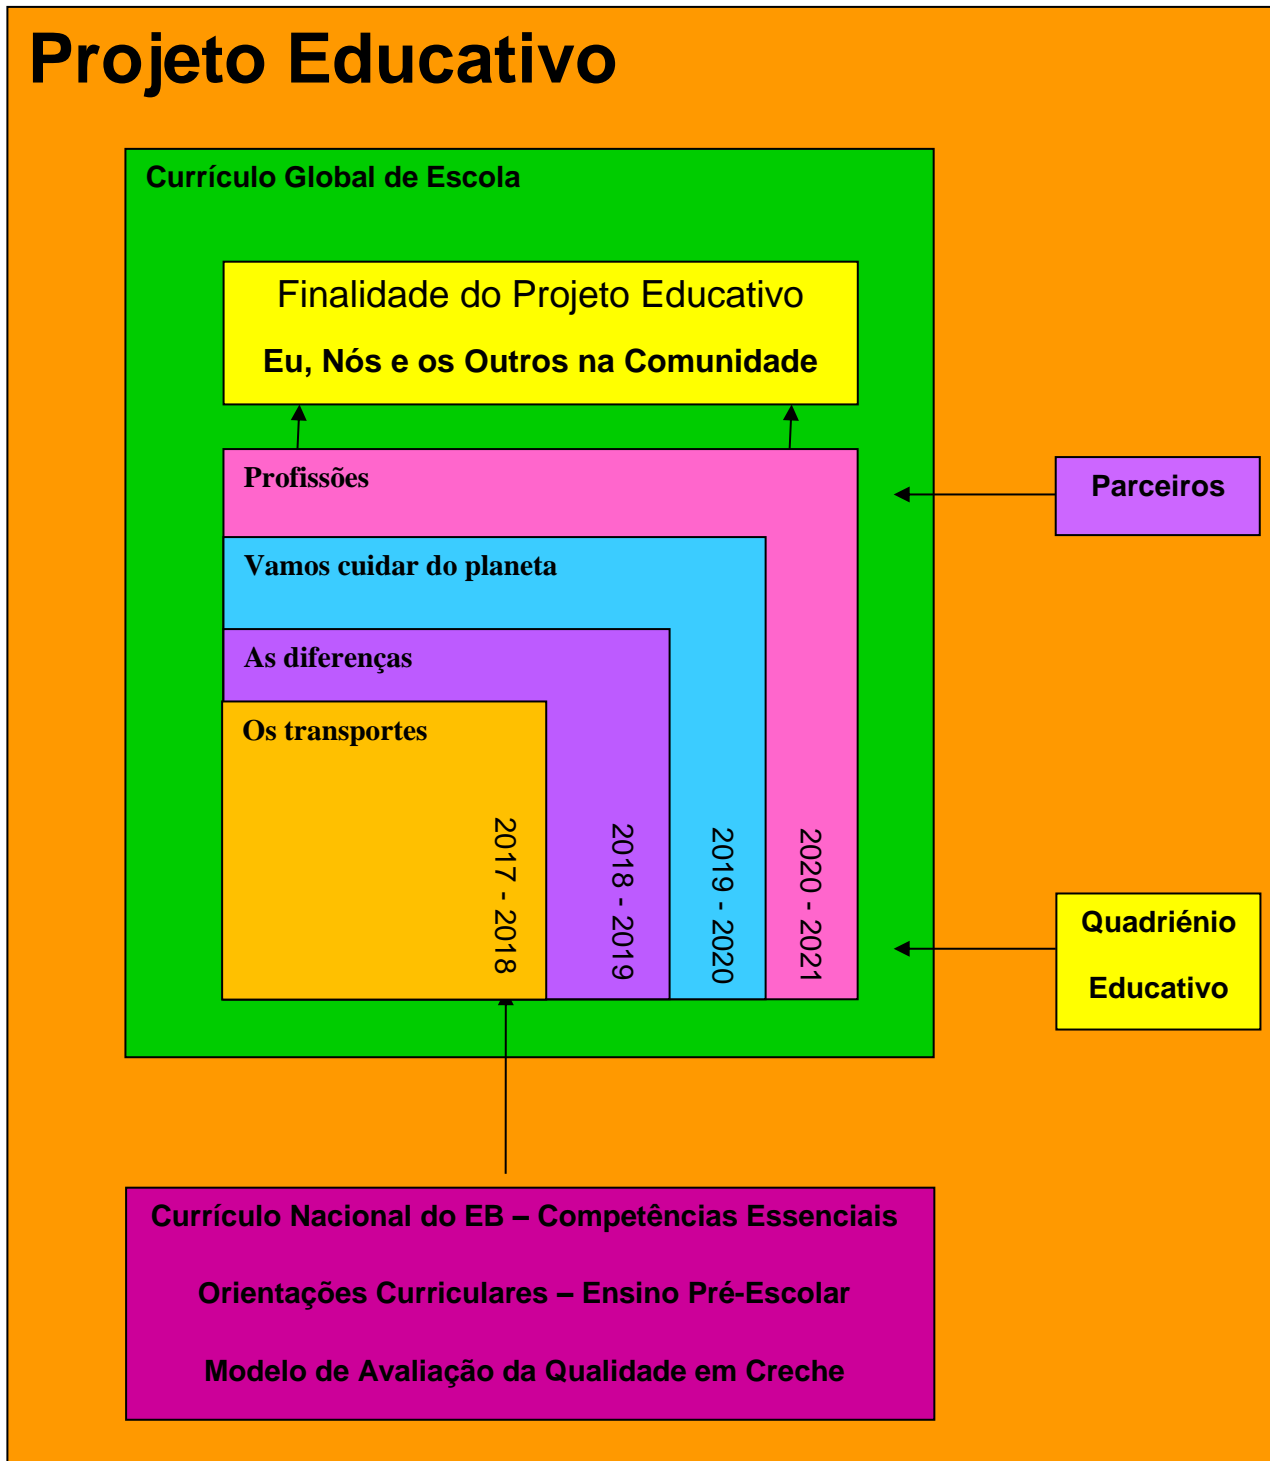 Projeto Educativo
Currículo Global de Escola
Finalidade do Projeto Educativo
Eu, Nós e os Outros na Comunidade
Profissões
Parceiros
Vamos cuidar do planeta
As diferenças
Os transportes
2017 - 2018
2018 - 2019
2019 - 2020
2020 - 2021
Quadriénio
Educativo
Currículo Nacional do EB – Competências Essenciais
Orientações Curriculares – Ensino Pré-Escolar
Modelo de Avaliação da Qualidade em Creche